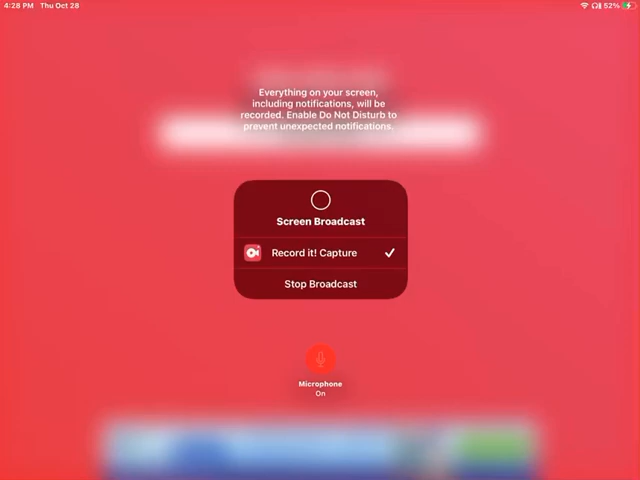 4:28 PM Thu Oct 28
52%
Everything on your screen,
including notifications, will be
recorded. Enable Do Not Disturb to
prevent unexpected notifications.
Screen Broadcast
Record it! Capture
Stop Broadcast
Microphone
On